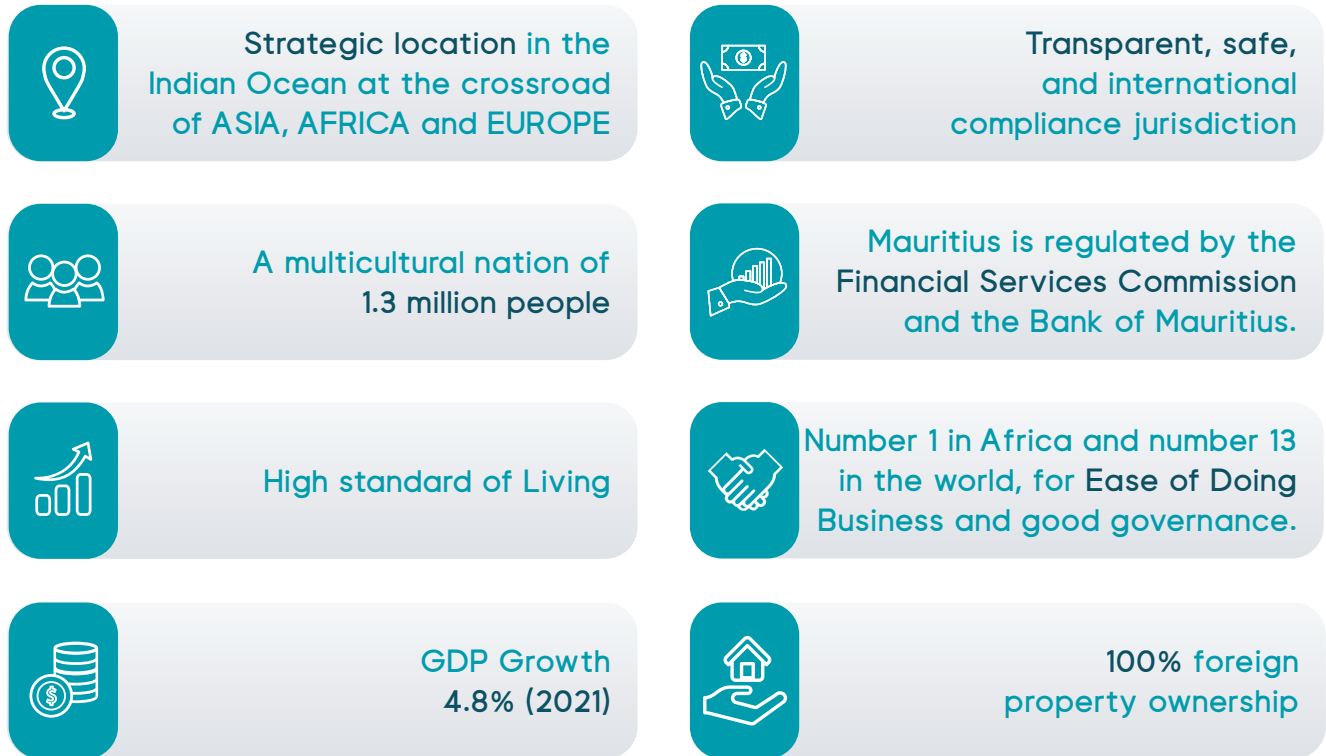 Strategic location in the
Indian Ocean at the crossroad
of ASIA, AFRICA and EUROPE
Transparent, safe,
and international
compliance jurisdiction
A multicultural nation of
1.3 million people
Mauritius is regulated by the
Financial Services Commission
and the Bank of Mauritius.
High standard of Living
Number 1 in Africa and number 13
in the world, for Ease of Doing
Business and good governance.
GDP Growth
4.8% (2021)
100% foreign
property ownership